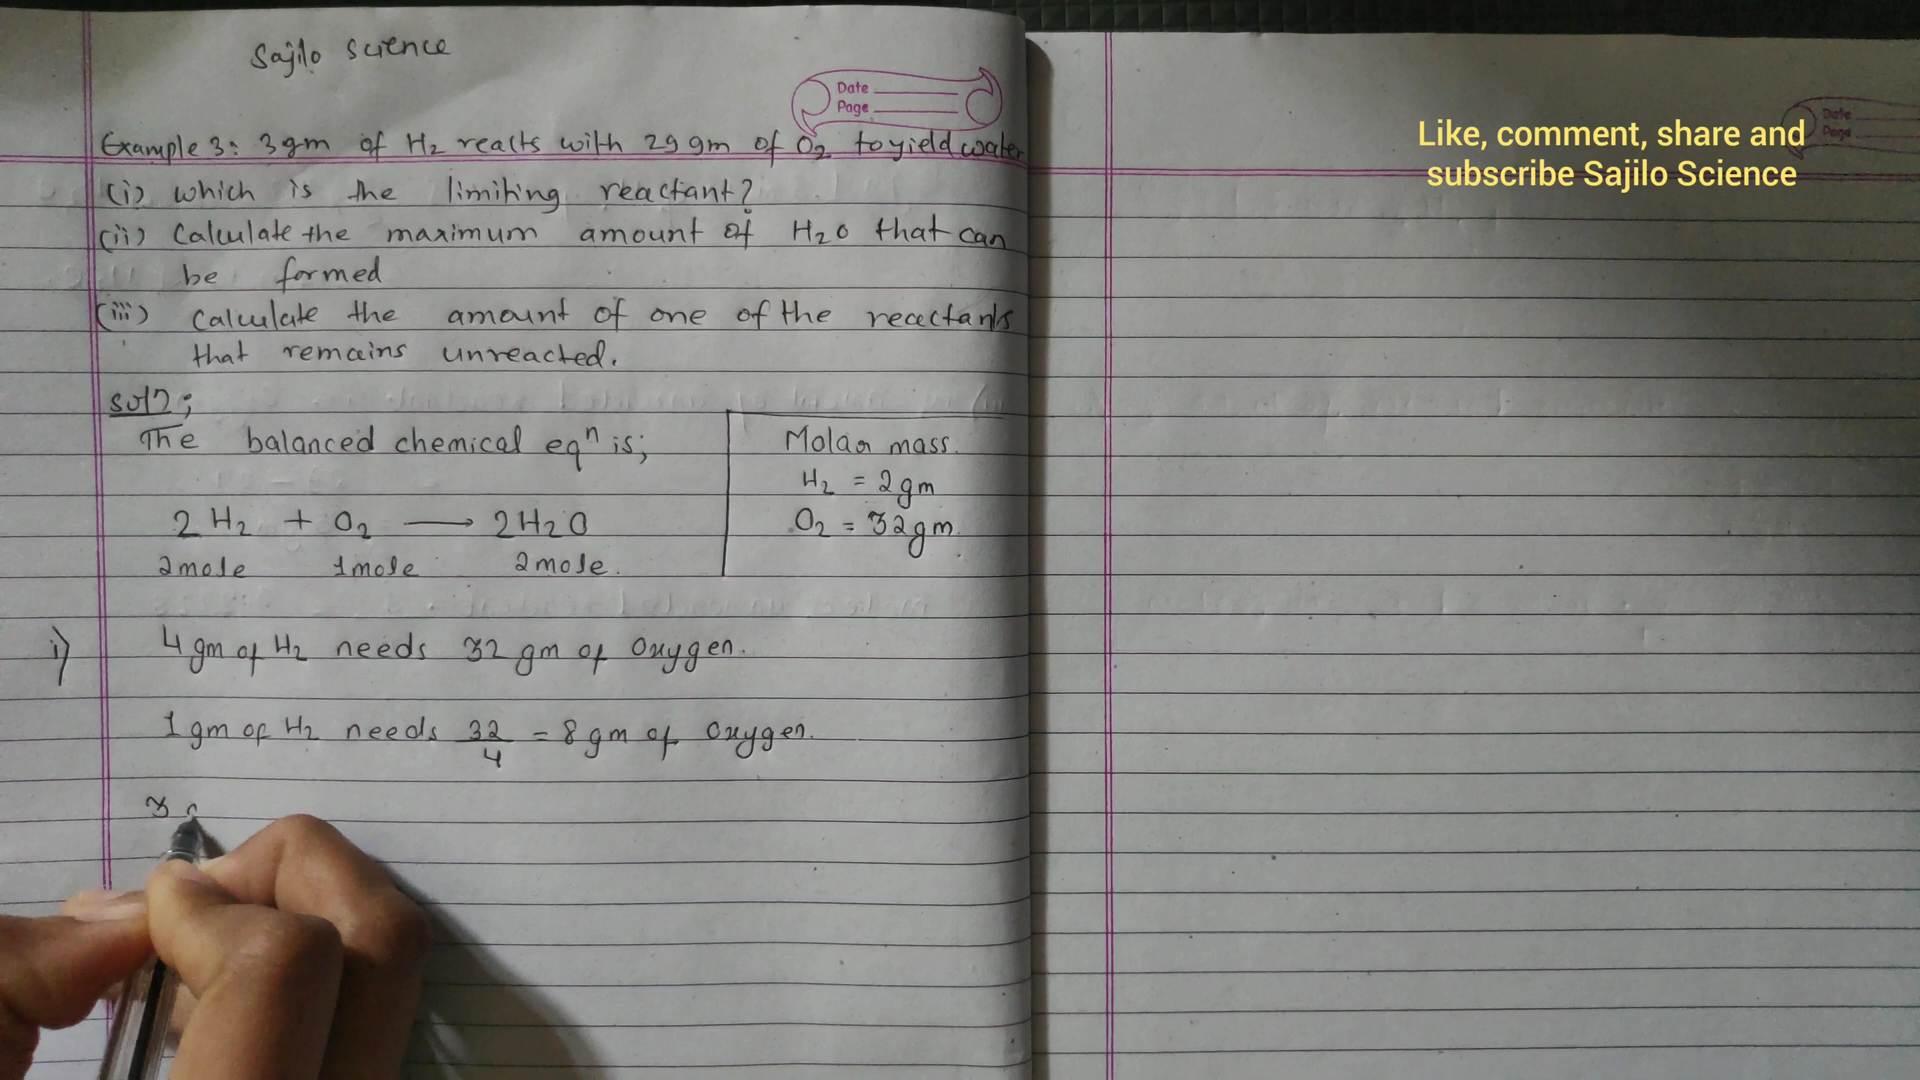 Sajilo Science
Date
Page
Example 3: 3gm of H2 reacts with 29 gm of O2 to yield water
(i) which is the limiting reactant?
(ii) Calculate the maximum amount of H2O that can
be formed
(iii) Calculate the amount of one of the reactants
that remains unreacted.
Soln;
The balanced chemical eqn is;
2H2 + O2 → 2H2O
2mole 1mole 2mole.
Molar mass.
H2 = 2gm
O2 = 32gm.
i) 4 gm of H2 needs 32 gm of Oxygen.
1 gm of H2 needs 32/4 = 8 gm of oxygen.
3
Like, comment, share and
subscribe Sajilo Science
Date
Page